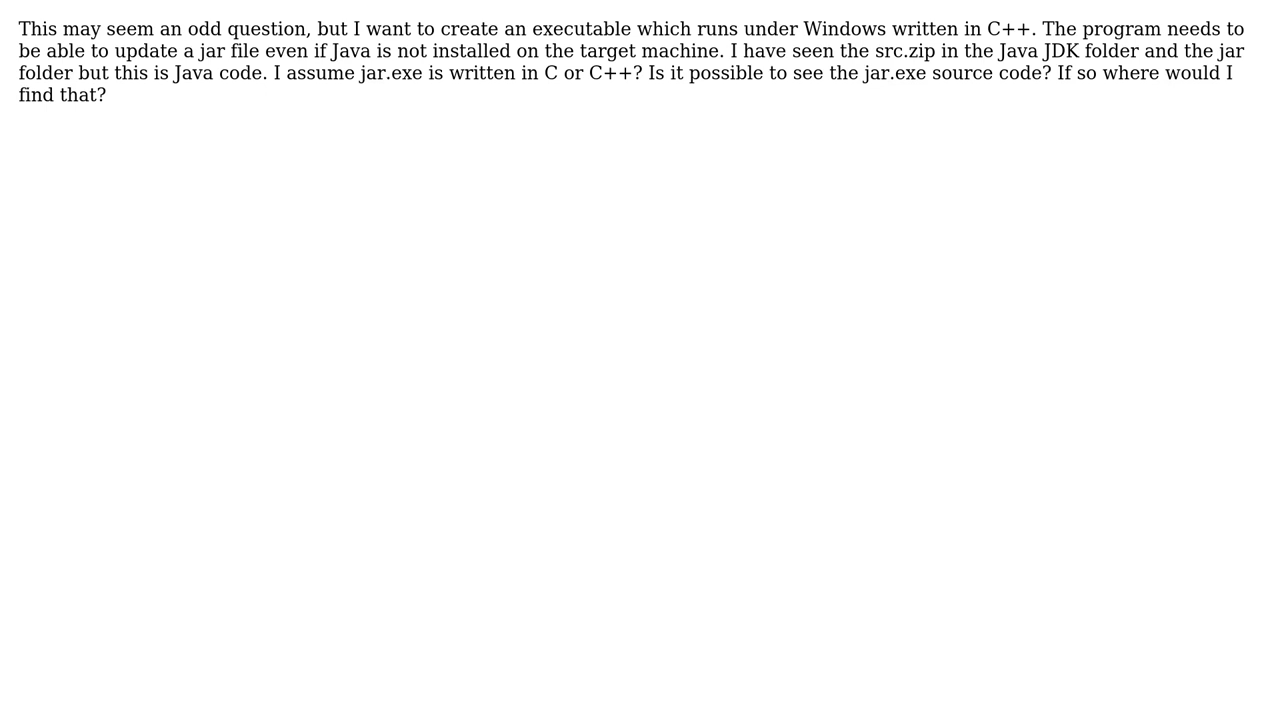 This may seem an odd question, but I want to create an executable which runs under Windows written in C++. The program needs to
be able to update a jar file even if Java is not installed on the target machine. I have seen the src.zip in the Java JDK folder and the jar
folder but this is Java code. I assume jar.exe is written in C or C++? Is it possible to see the jar.exe source code? If so where would I
find that?